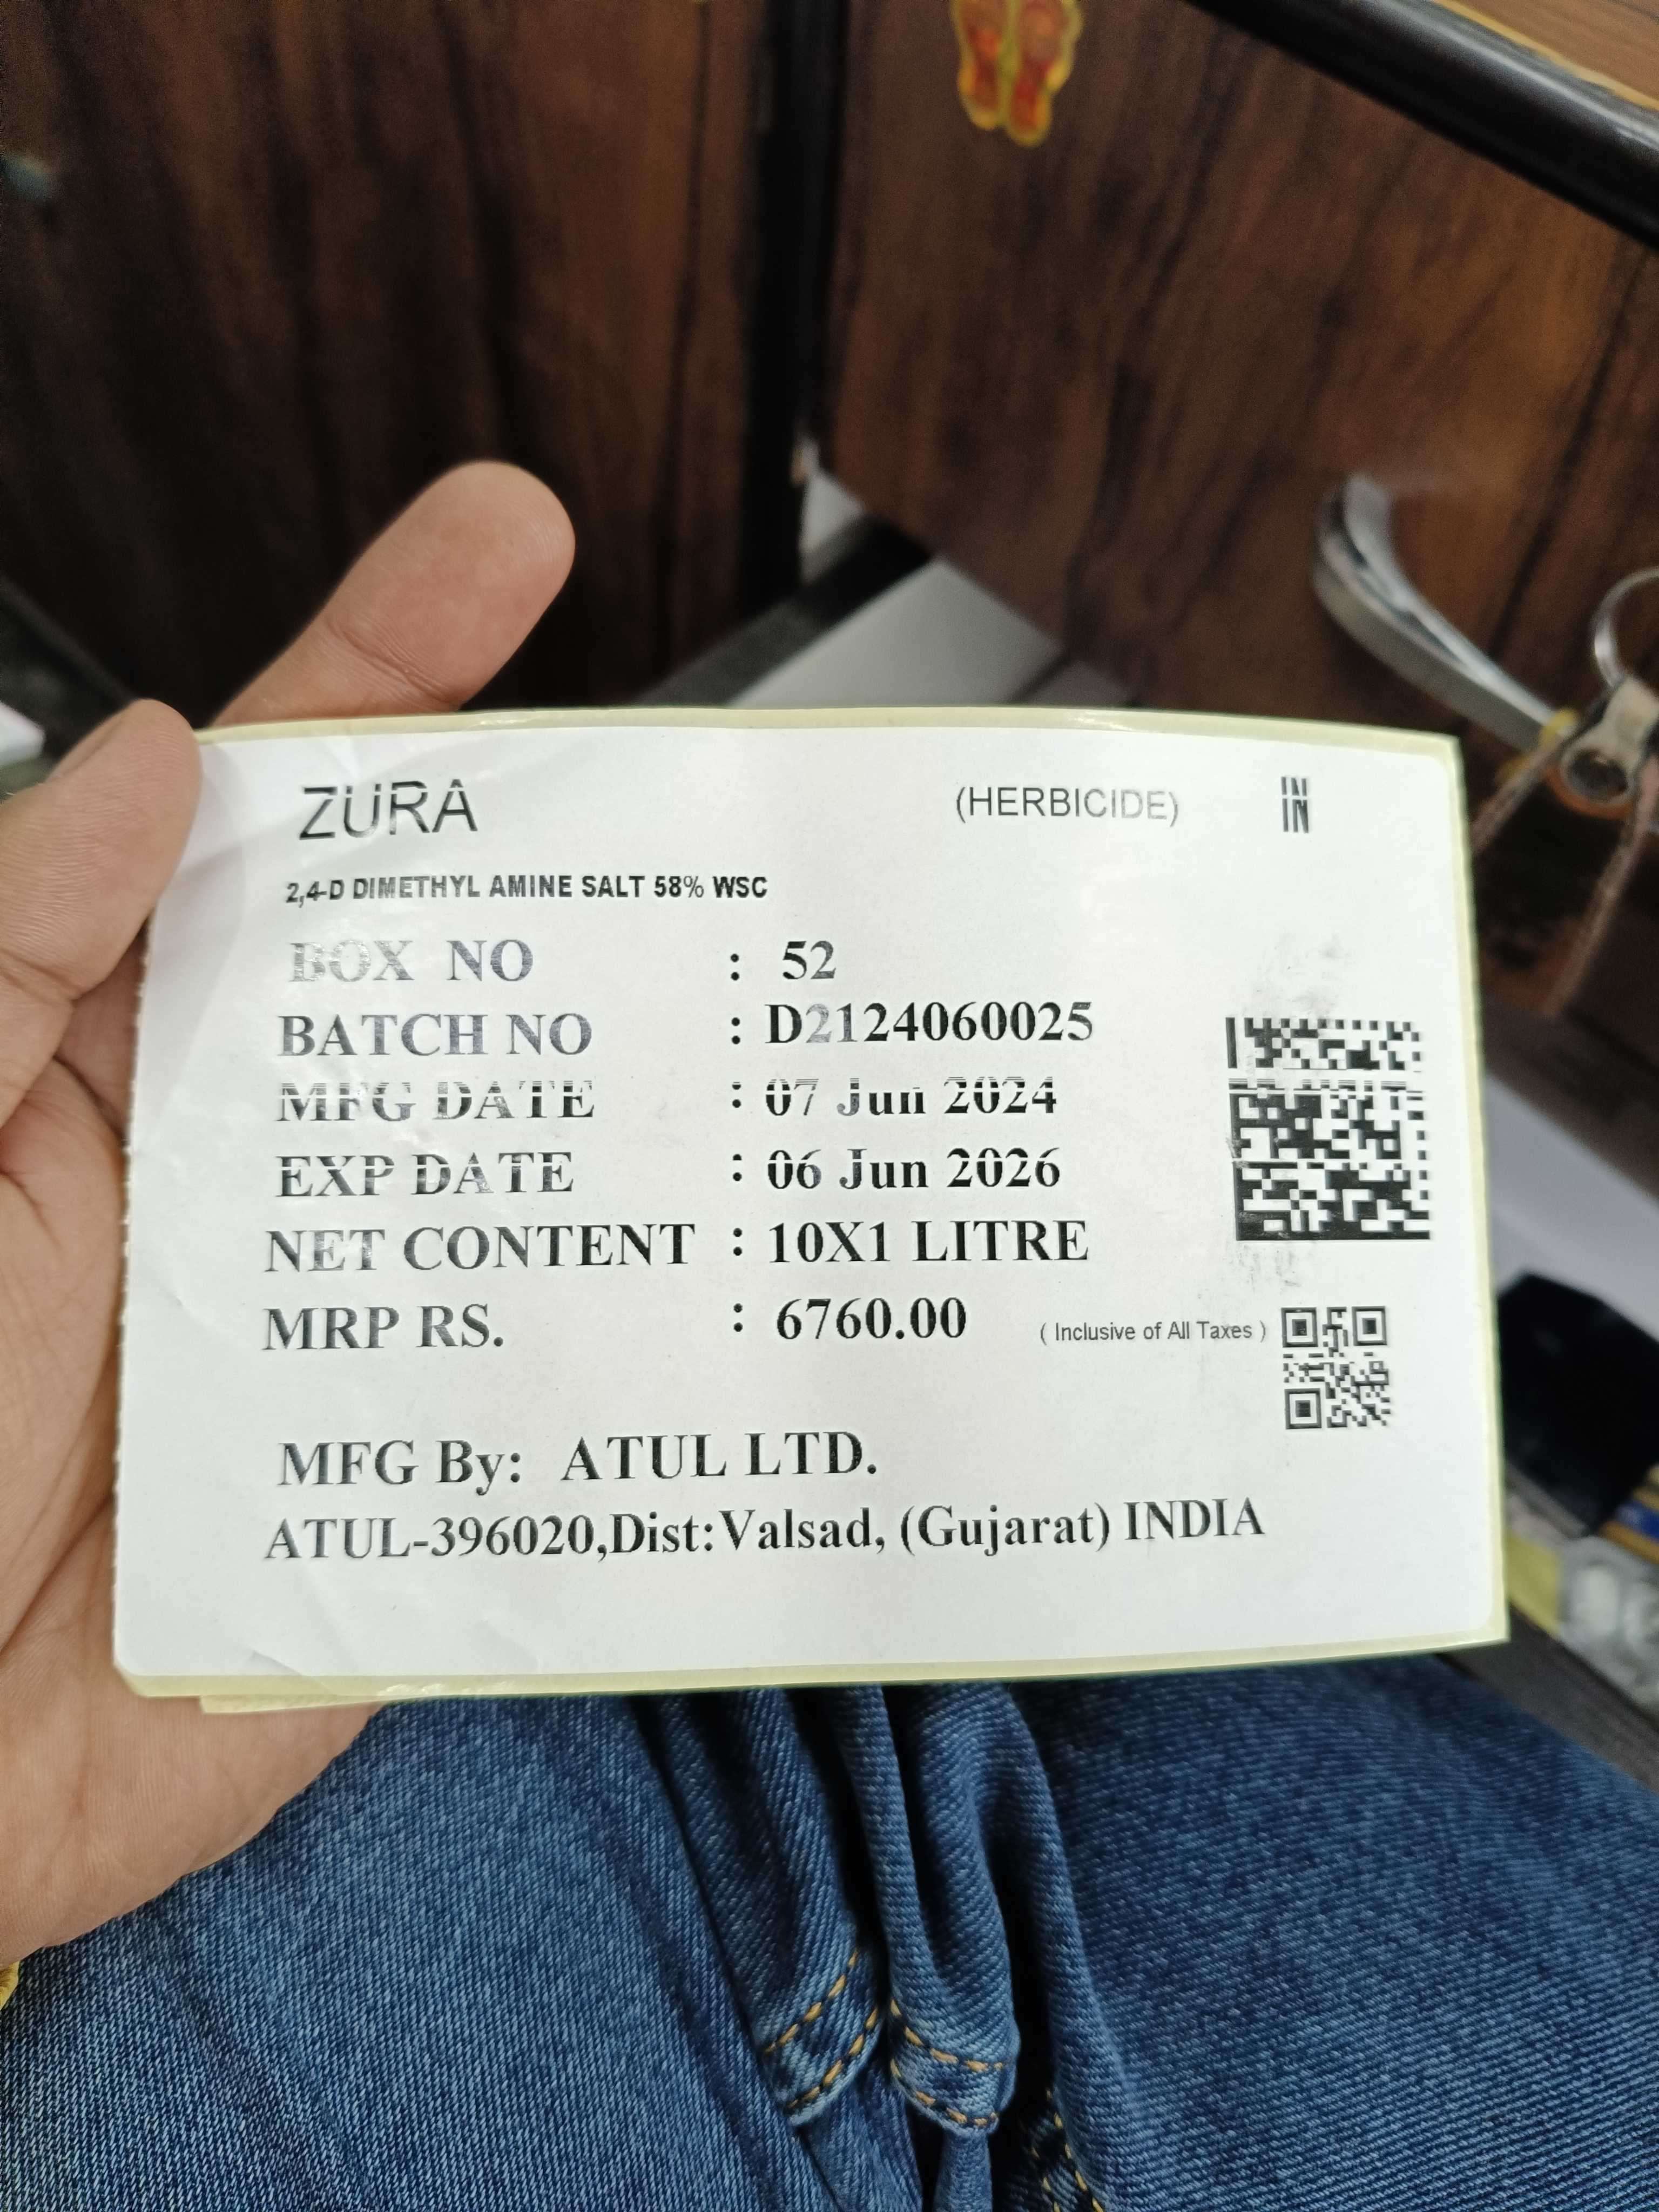 ZURA (HERBICIDE) IN
2,4-D DIMETHYL AMINE SALT 58% WSC
BOX NO : 52
BATCH NO : D2124060025
MFG DATE : 07 Jun 2024
EXP DATE : 06 Jun 2026
NET CONTENT : 10X1 LITRE
MRP RS. : 6760.00 ( Inclusive of All Taxes )
MFG By: ATUL LTD.
ATUL-396020,Dist:Valsad, (Gujarat) INDIA